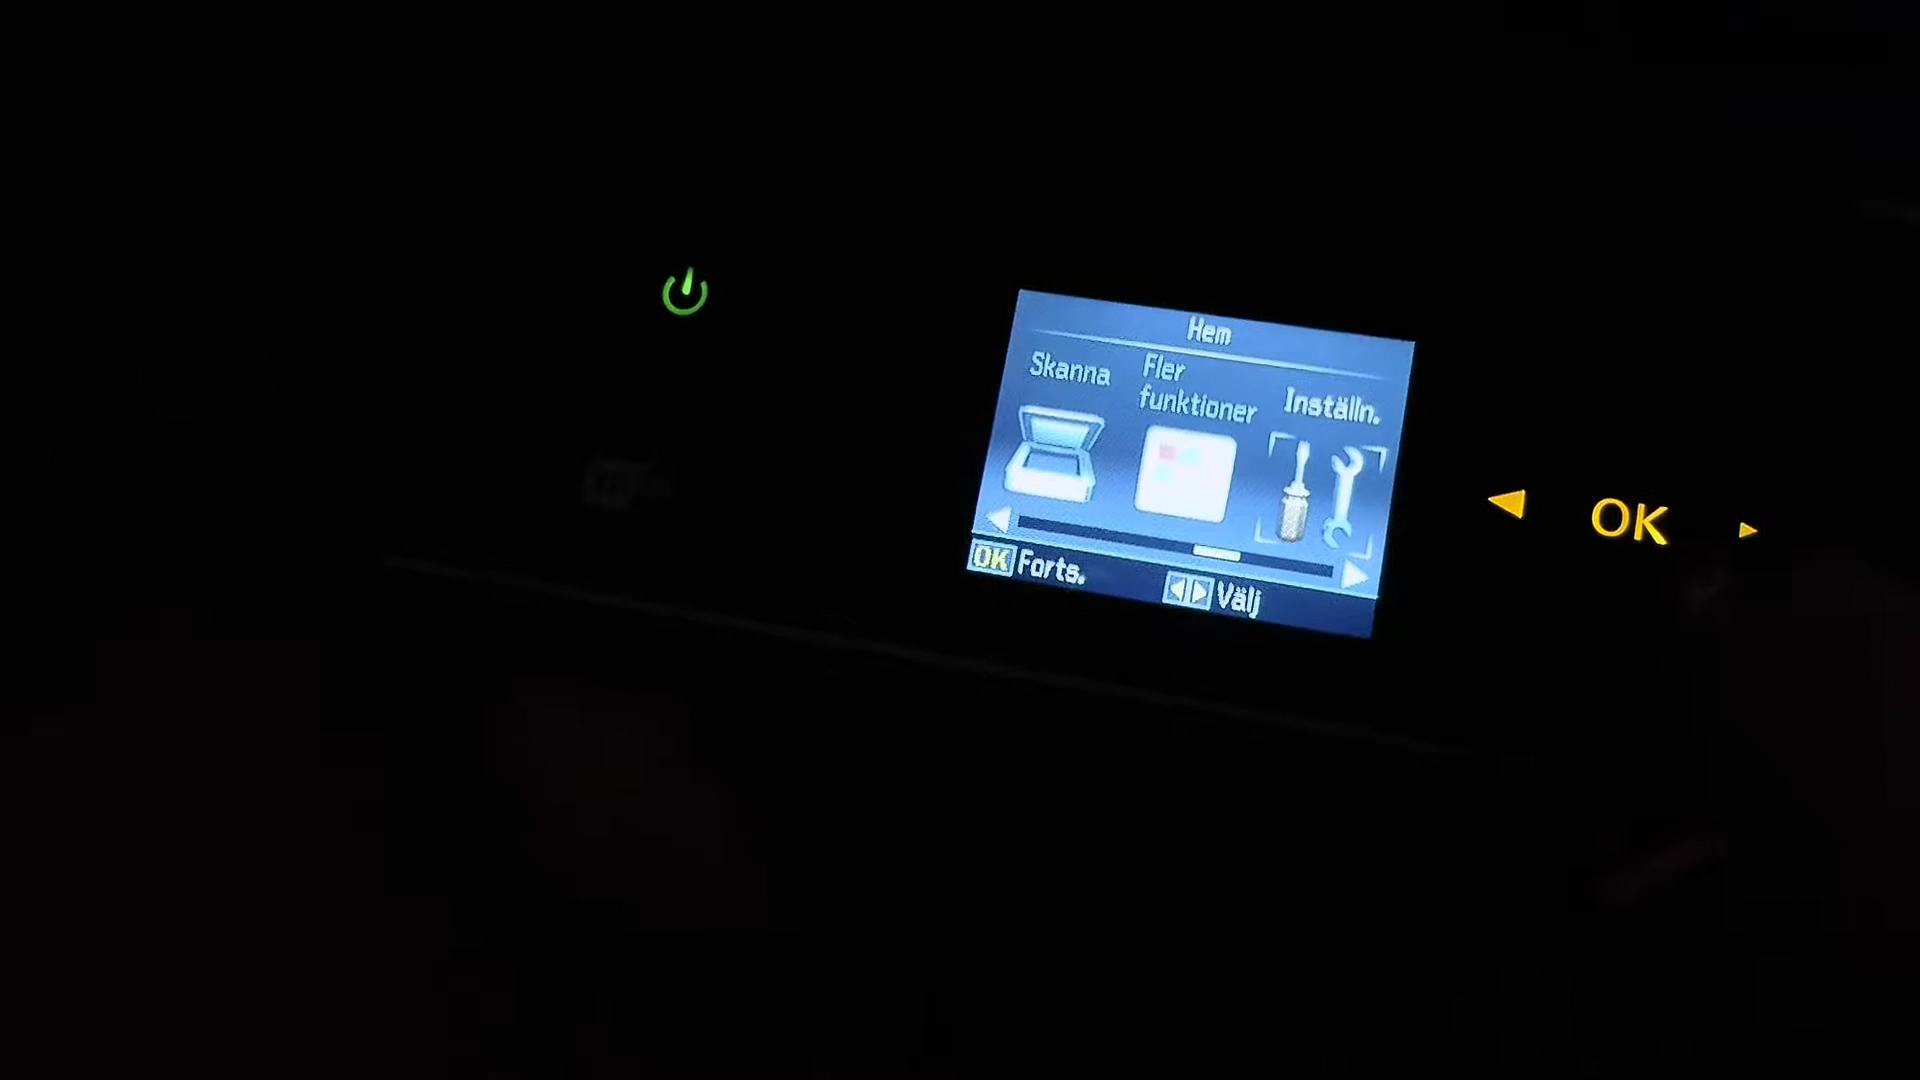 Hem
Skanna
Fler
funktioner
Inställn.
OK Forts.
Välj
OK